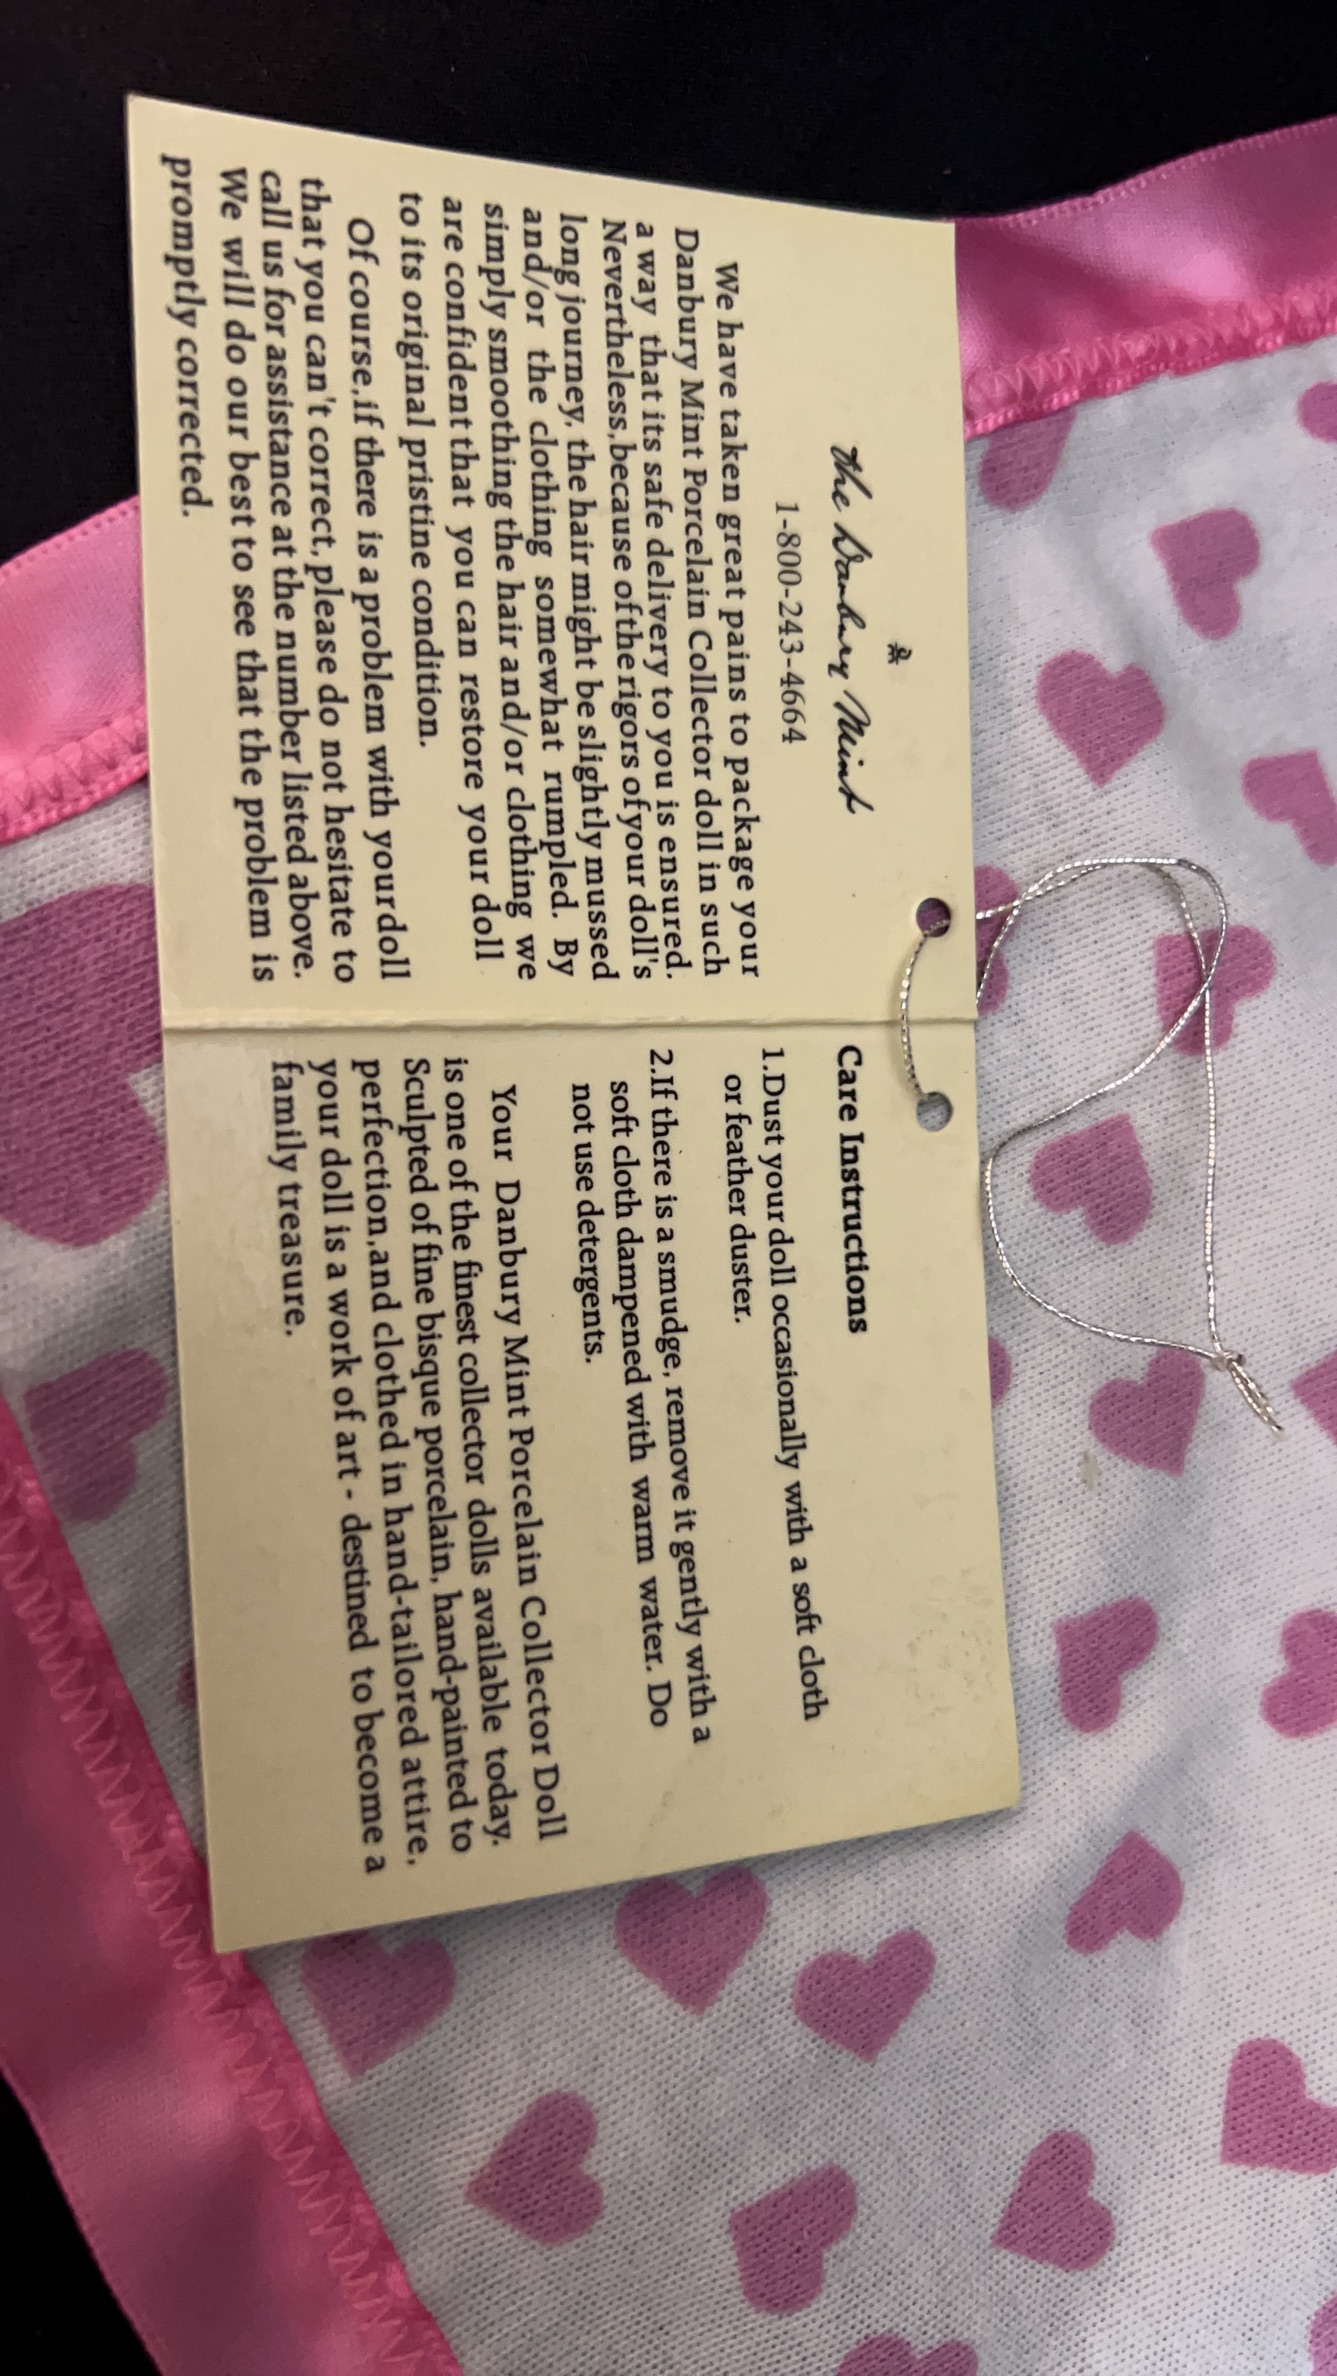 The Danbury Mint
1-800-243-4664
We have taken great pains to package your
Danbury Mint Porcelain Collector doll in such
a way that its safe delivery to you is ensured.
Nevertheless,because of the rigors of your doll's
long journey, the hair might be slightly mussed
and/or the clothing somewhat rumpled. By
simply smoothing the hair and/or clothing we
are confident that you can restore your doll
to its original pristine condition.
Of course,if there is a problem with your doll
that you can't correct, please do not hesitate to
call us for assistance at the number listed above.
We will do our best to see that the problem is
promptly corrected.
Care Instructions
1.Dust your doll occasionally with a soft cloth
or feather duster.
2.If there is a smudge, remove it gently with a
soft cloth dampened with warm water. Do
not use detergents.
Your Danbury Mint Porcelain Collector Doll
is one of the finest collector dolls available today.
Sculpted of fine bisque porcelain, hand-painted to
perfection,and clothed in hand-tailored attire,
your doll is a work of art - destined to become a
family treasure.